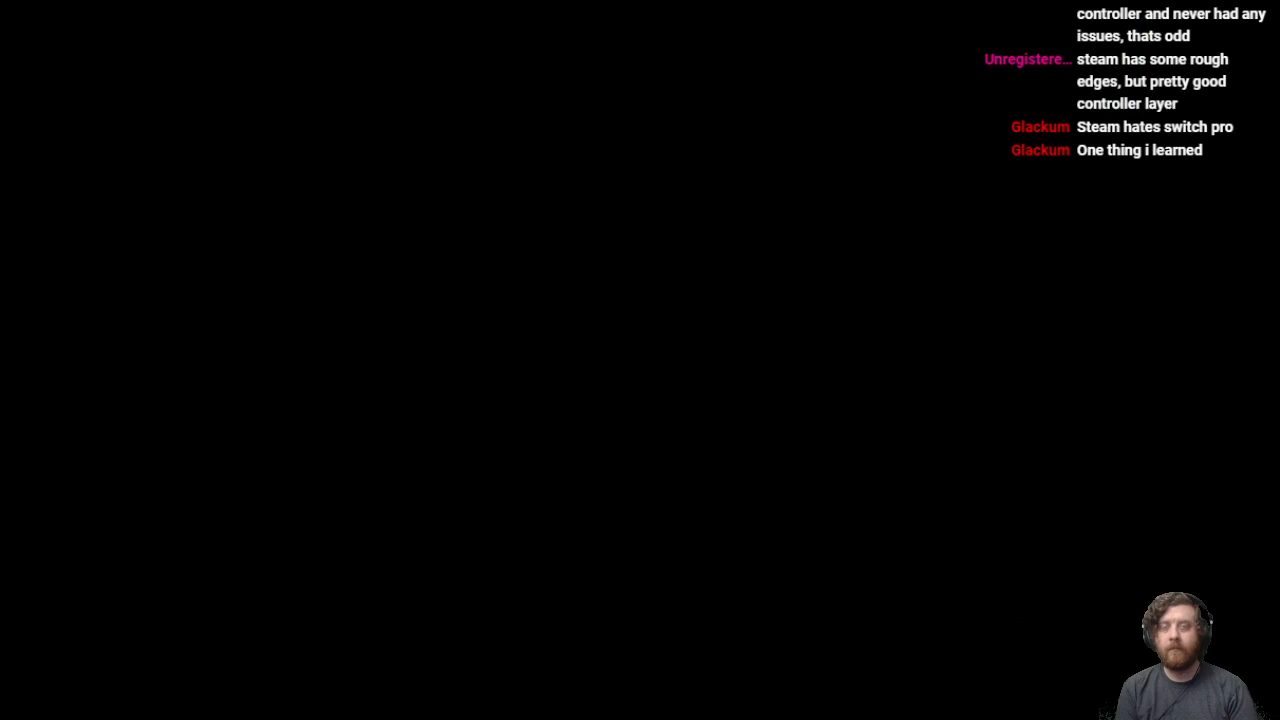 controller and never had any
issues, thats odd
Unregistere... steam has some rough
edges, but pretty good
controller layer
Glackum Steam hates switch pro
Glackum One thing i learned